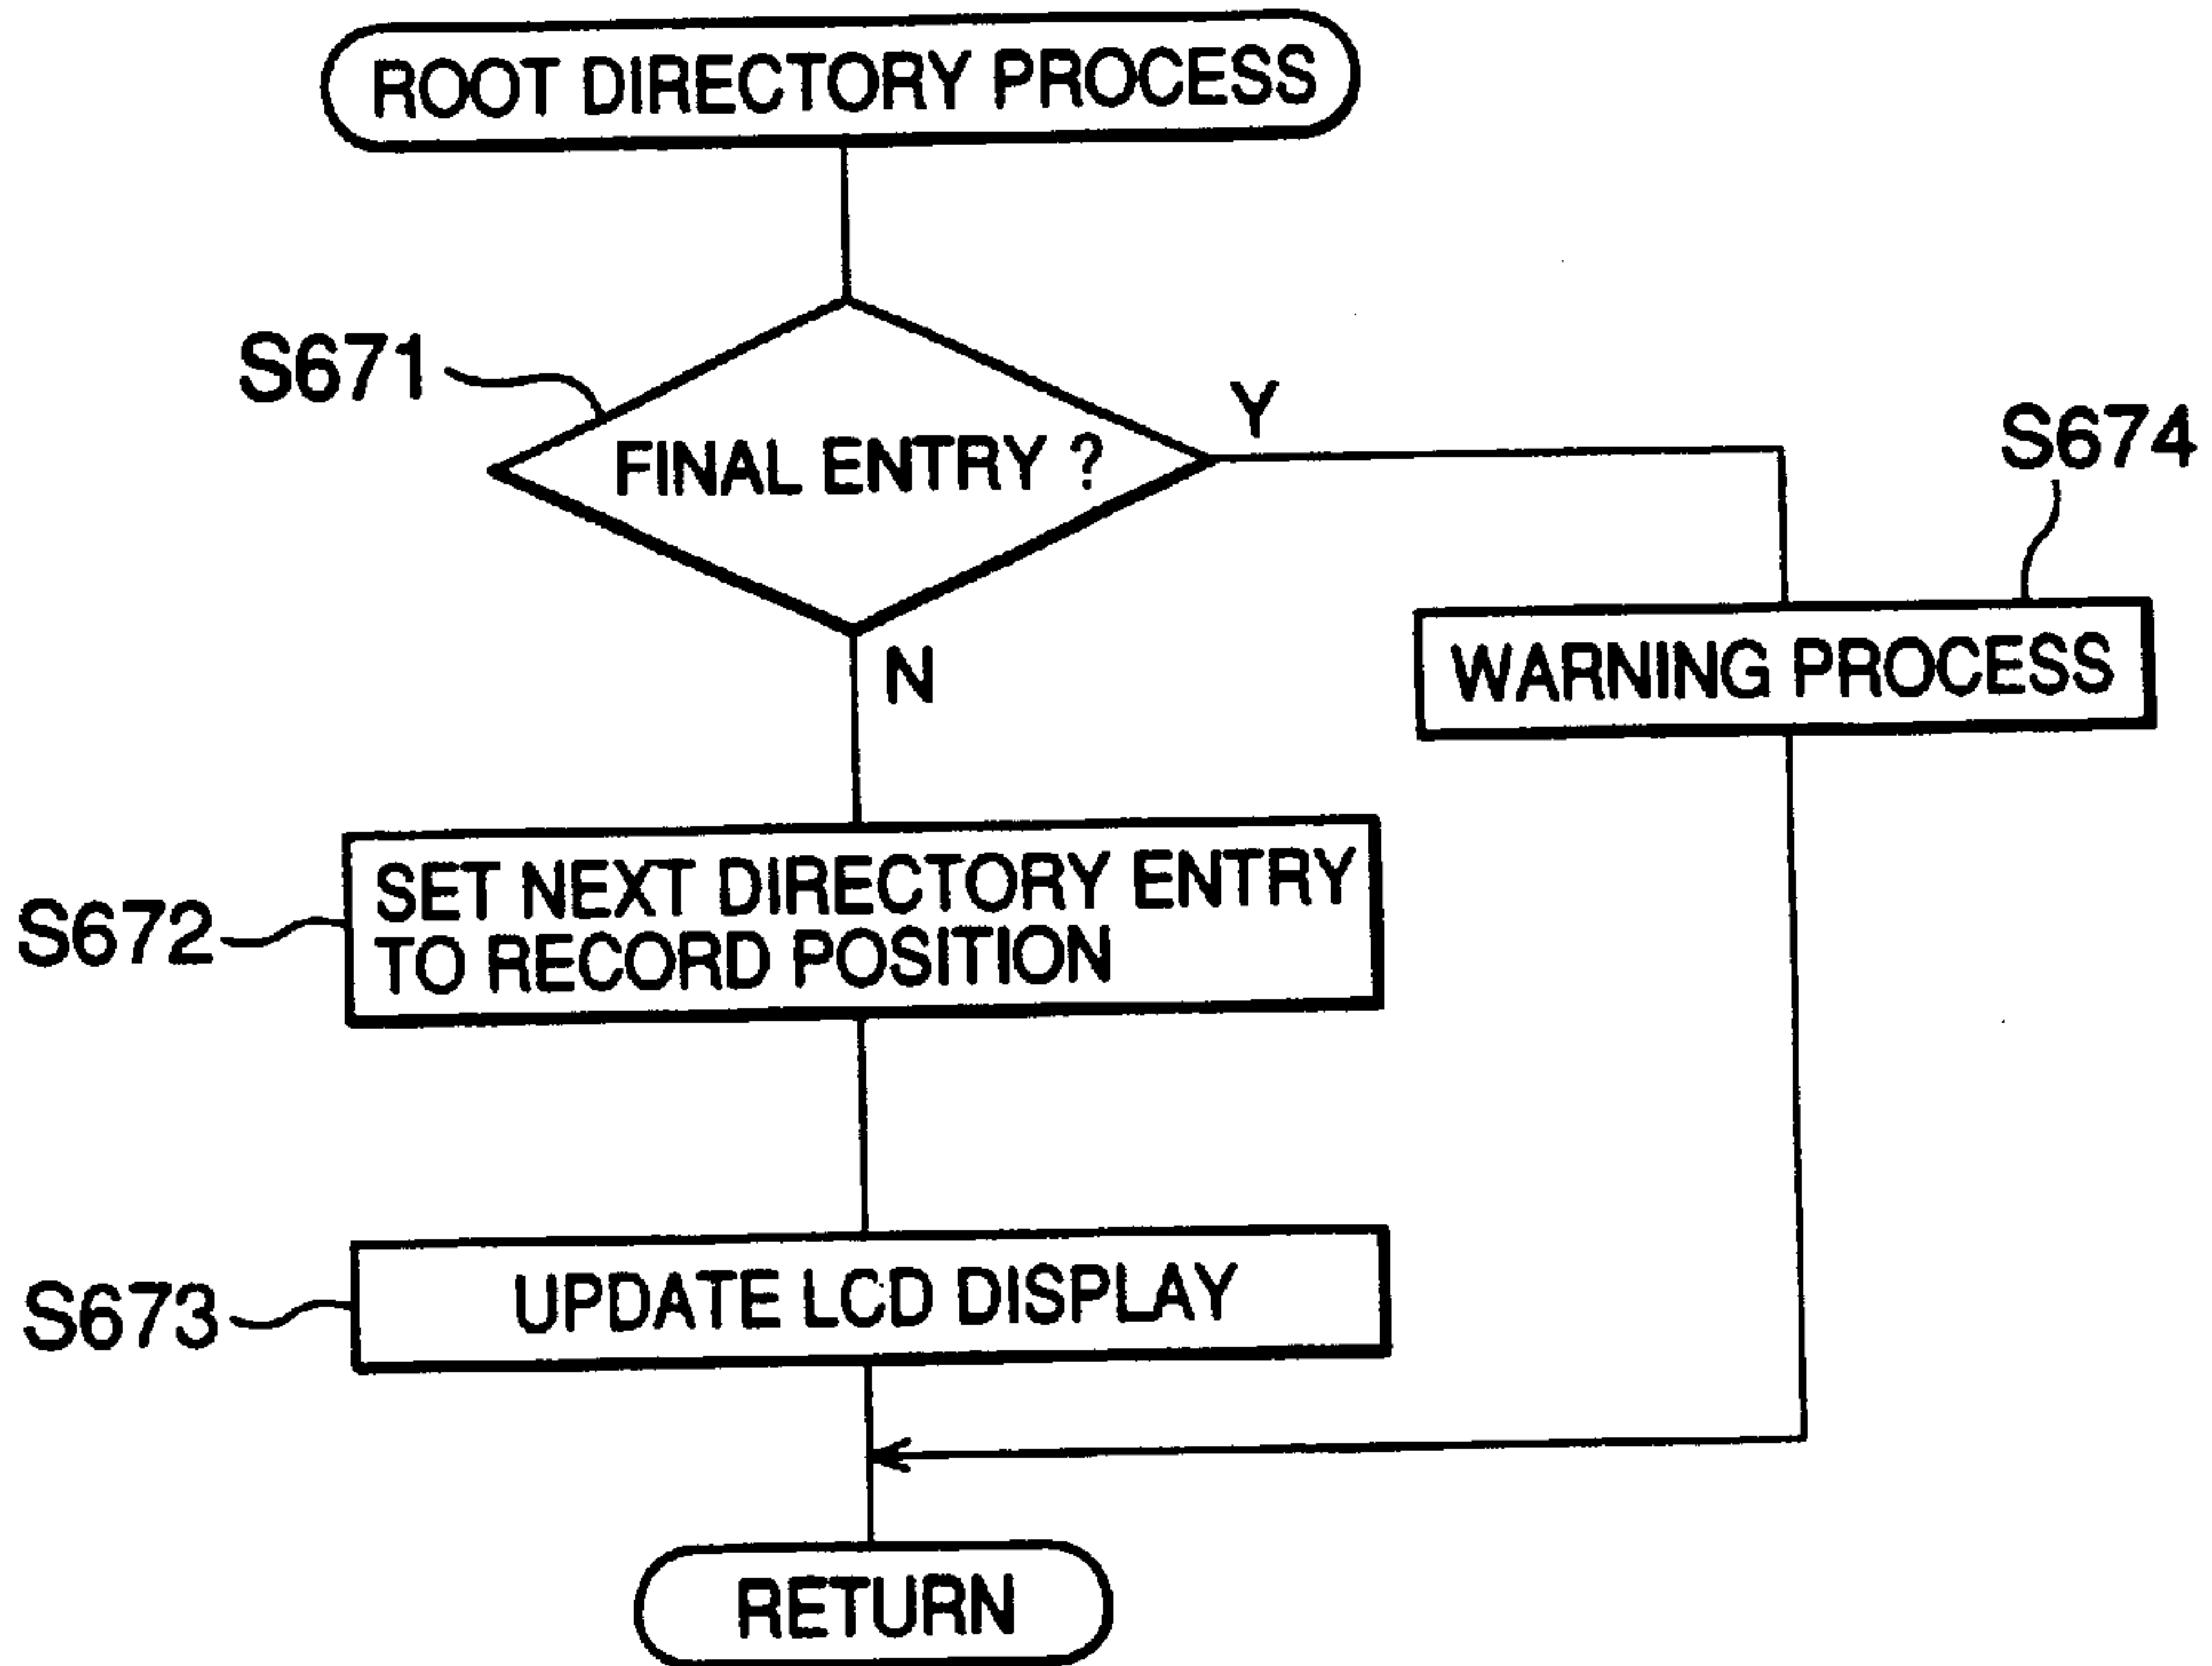 ROOT DIRECTORY PROCESS
S671
FINAL ENTRY ?
Y
S674
N
WARNING PROCESS
S672
SET NEXT DIRECTORY ENTRY
TO RECORD POSITION
S673
UPDATE LCD DISPLAY
RETURN